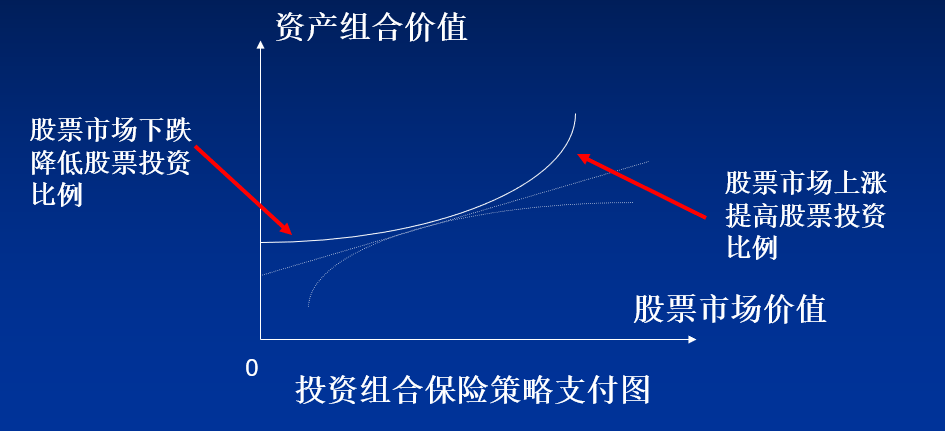 资产组合价值
股票市场下跌
降低股票投资
比例
股票市场上涨
提高股票投资
比例
股票市场价值
0
投资组合保险策略支付图